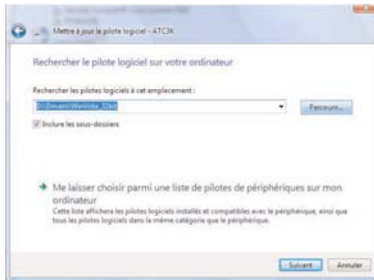 Mettre à jour le pilote logiciel - ATC3K
Rechercher le pilote logiciel sur votre ordinateur
Rechercher les pilotes logiciels à cet emplacement :
D:\Drivers\WinVista_32bit
Parcourir...
Inclure les sous-dossiers
Me laisser choisir parmi une liste de pilotes de périphériques sur mon
ordinateur
Cette liste affichera les pilotes logiciels installés et compatibles avec le périphérique, ainsi que
tous les pilotes logiciels dans la même catégorie que le périphérique.
Suivant
Annuler